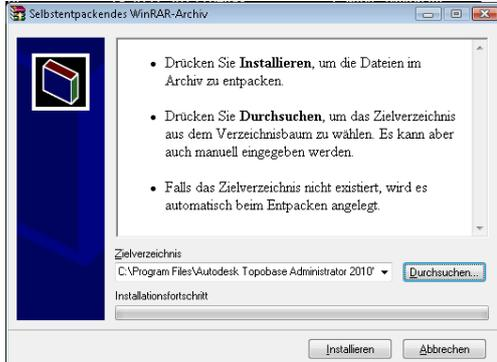 Selbstentpackendes WinRAR-Archiv
• Drücken Sie Installieren, um die Dateien im
Archiv zu entpacken.
• Drücken Sie Durchsuchen, um das Zielverzeichnis
aus dem Verzeichnisbaum zu wählen. Es kann aber
auch manuell eingegeben werden.
• Falls das Zielverzeichnis nicht existiert, wird es
automatisch beim Entpacken angelegt.
Zielverzeichnis
C:\Program Files\Autodesk Topobase Administrator 2010'
Durchsuchen...
Installationsfortschritt
Installieren
Abbrechen